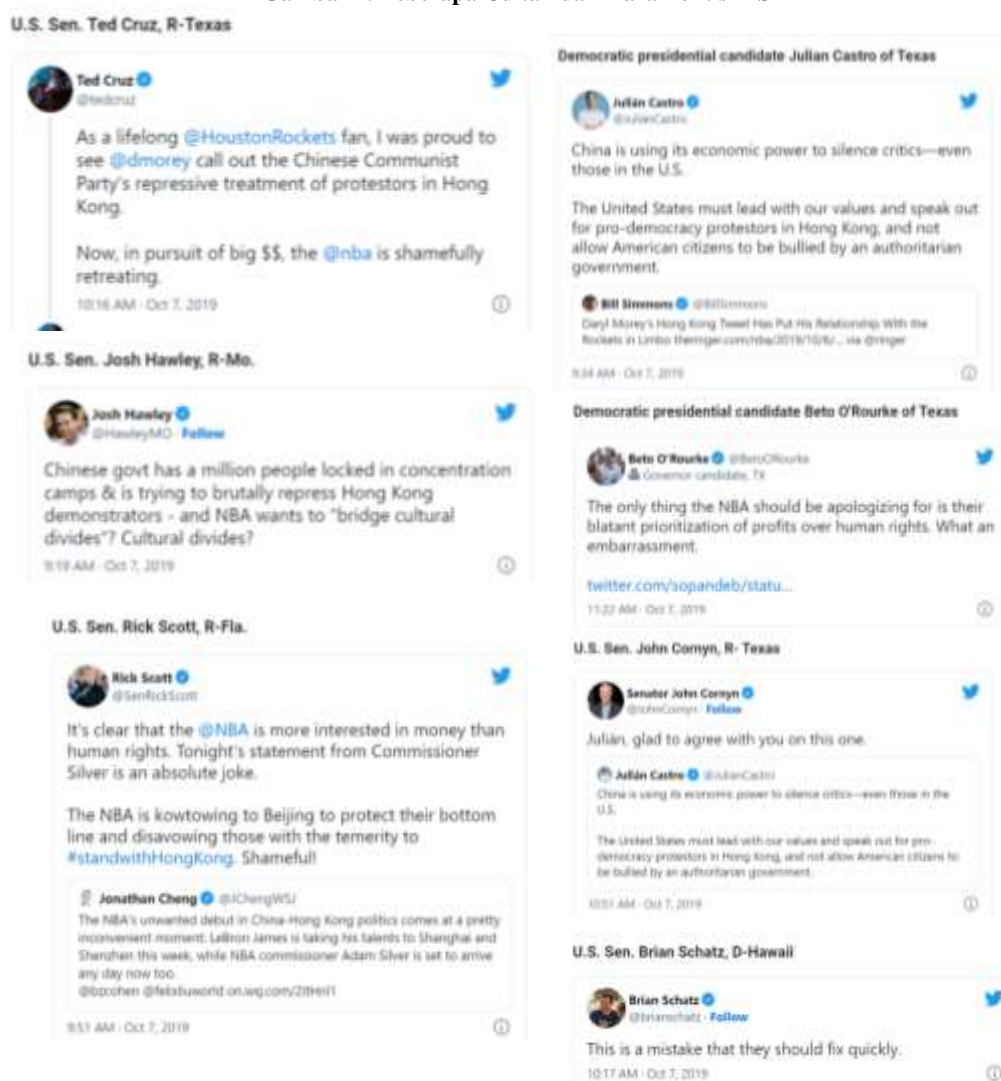 U.S. Sen. Ted Cruz, R-Texas
Ted Cruz
@tedcruz
As a lifelong @HoustonRockets fan, I was proud to
see @dmorey call out the Chinese Communist
Party's repressive treatment of protestors in Hong
Kong.
Now, in pursuit of big $$, the @nba is shamefully
retreating.
10:16 AM · Oct 7, 2019
U.S. Sen. Josh Hawley, R-Mo.
Josh Hawley
@HawleyMO · Follow
Chinese govt has a million people locked in concentration
camps & is trying to brutally repress Hong Kong
demonstrators - and NBA wants to "bridge cultural
divides"? Cultural divides?
9:19 AM · Oct 7, 2019
U.S. Sen. Rick Scott, R-Fla.
Rick Scott
@SenRickScott
It's clear that the @NBA is more interested in money than
human rights. Tonight's statement from Commissioner
Silver is an absolute joke.
The NBA is kowtowing to Beijing to protect their bottom
line and disavowing those with the temerity to
#standwithHongKong. Shameful!
Jonathan Cheng @JChengWSJ
The NBA's unwanted debut in China-Hong Kong politics comes at a pretty
inconvenient moment: LeBron James is taking his talents to Shanghai and
Shenzhen this week, while NBA commissioner Adam Silver is set to arrive
any day now too.
@bzcohen @felixliuworld
9:51 AM · Oct 7, 2019
Democratic presidential candidate Julian Castro of Texas
Julián Castro
@JulianCastro
China is using its economic power to silence critics—even
those in the U.S.
The United States must lead with our values and speak out
for pro-democracy protestors in Hong Kong, and not
allow American citizens to be bullied by an authoritarian
government.
Bill Simmons @BillSimmons
Daryl Morey's Hong Kong Tweet Has Put His Relationship With the
Rockets in Limbo theringer.com/nba/2019/10/6/... via @ringer
9:34 AM · Oct 7, 2019
Democratic presidential candidate Beto O'Rourke of Texas
Beto O'Rourke @BetoORourke
Governor candidate, TX
The only thing the NBA should be apologizing for is their
blatant prioritization of profits over human rights. What an
embarrassment.
twitter.com/sopandeb/statu...
11:22 AM · Oct 7, 2019
U.S. Sen. John Cornyn, R- Texas
Senator John Cornyn
@JohnCornyn · Follow
Julián, glad to agree with you on this one.
Julián Castro @JulianCastro
China is using its economic power to silence critics—even those in the
U.S.
The United States must lead with our values and speak out for pro-
democracy protestors in Hong Kong, and not allow American citizens to
be bullied by an authoritarian government.
10:51 AM · Oct 7, 2019
U.S. Sen. Brian Schatz, D-Hawaii
Brian Schatz
@brianschatz · Follow
This is a mistake that they should fix quickly.
10:17 AM · Oct 7, 2019